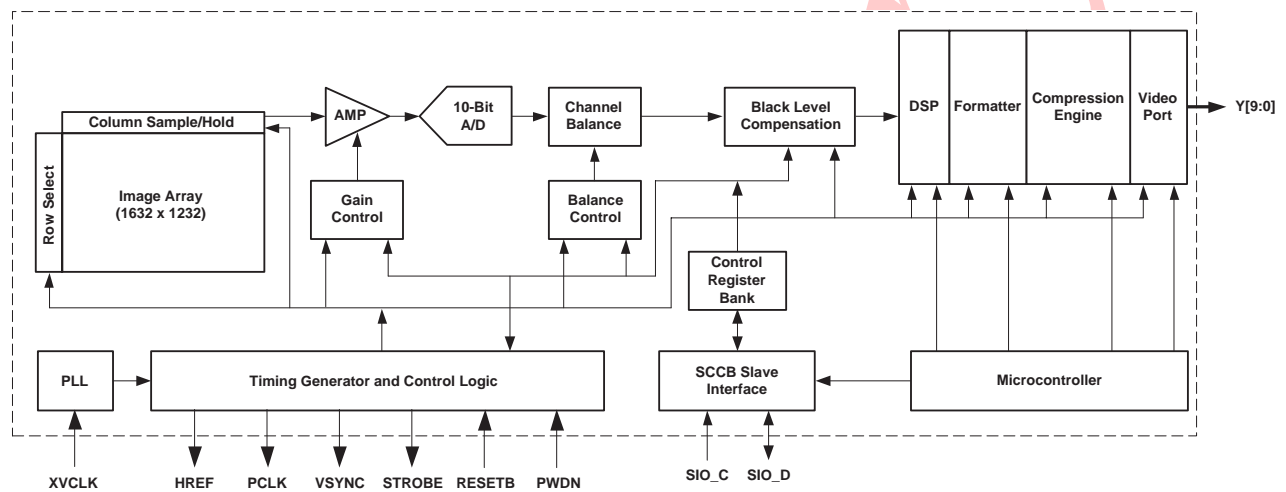 Column Sample/Hold
Row Select
Image Array
(1632 x 1232)
AMP
10-Bit
A/D
Channel
Balance
Black Level
Compensation
DSP
Formatter
Compression
Engine
Video
Port
Y[9:0]
Gain
Control
Balance
Control
Control
Register
Bank
PLL
Timing Generator and Control Logic
SCCB Slave
Interface
Microcontroller
XVCLK
HREF
PCLK
VSYNC
STROBE
RESETB
PWDN
SIO_C
SIO_D